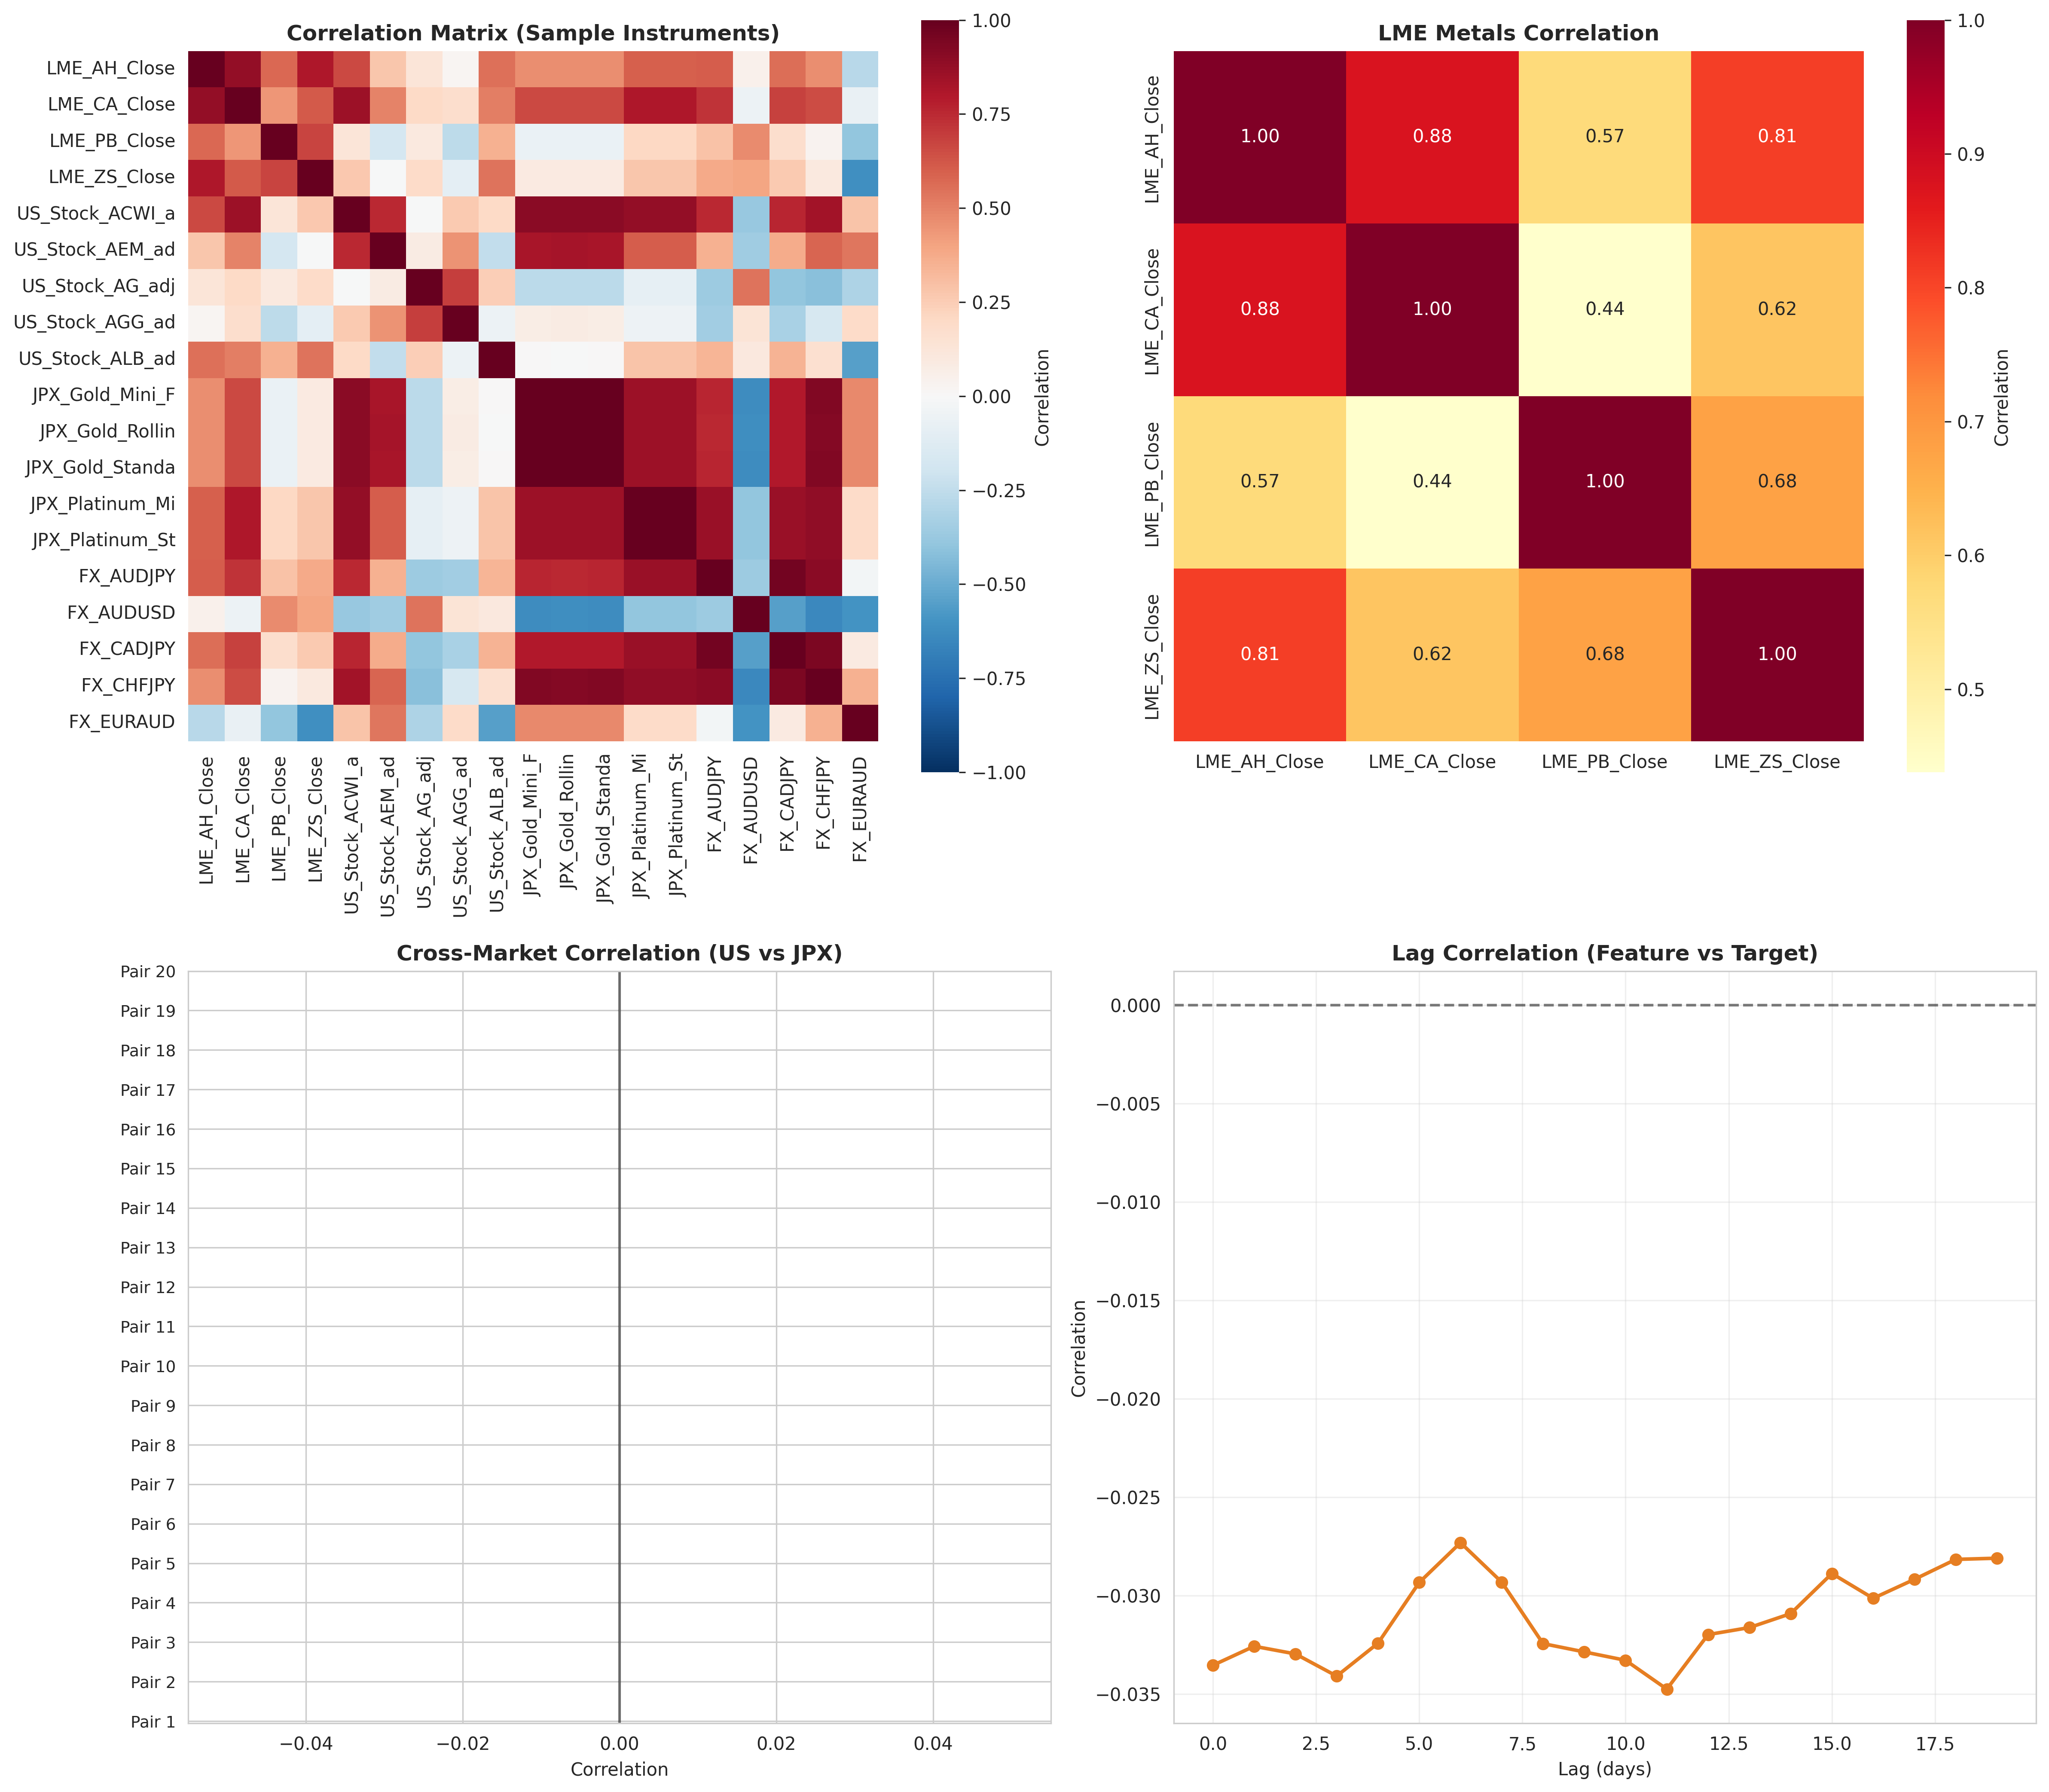 Correlation Matrix (Sample Instruments)
LME_AH_Close
LME_CA_Close
LME_PB_Close
LME_ZS_Close
US_Stock_ACWI_a
US_Stock_AEM_ad
US_Stock_AG_adj
US_Stock_AGG_ad
US_Stock_ALB_ad
JPX_Gold_Mini_F
JPX_Gold_Rollin
JPX_Gold_Standa
JPX_Platinum_Mi
JPX_Platinum_St
FX_AUDJPY
FX_AUDUSD
FX_CADJPY
FX_CHFJPY
FX_EURAUD
LME_AH_Close
LME_CA_Close
LME_PB_Close
LME_ZS_Close
US_Stock_ACWI_a
US_Stock_AEM_ad
US_Stock_AG_adj
US_Stock_AGG_ad
US_Stock_ALB_ad
JPX_Gold_Mini_F
JPX_Gold_Rollin
JPX_Gold_Standa
JPX_Platinum_Mi
JPX_Platinum_St
FX_AUDJPY
FX_AUDUSD
FX_CADJPY
FX_CHFJPY
FX_EURAUD
1.00
0.75
0.50
0.25
0.00
−0.25
−0.50
−0.75
−1.00
Correlation
LME Metals Correlation
LME_AH_Close
LME_CA_Close
LME_PB_Close
LME_ZS_Close
1.00 0.88 0.57 0.81
0.88 1.00 0.44 0.62
0.57 0.44 1.00 0.68
0.81 0.62 0.68 1.00
LME_AH_Close LME_CA_Close LME_PB_Close LME_ZS_Close
1.0
0.9
0.8
0.7
0.6
0.5
Correlation
Cross-Market Correlation (US vs JPX)
Pair 20
Pair 19
Pair 18
Pair 17
Pair 16
Pair 15
Pair 14
Pair 13
Pair 12
Pair 11
Pair 10
Pair 9
Pair 8
Pair 7
Pair 6
Pair 5
Pair 4
Pair 3
Pair 2
Pair 1
−0.04 −0.02 0.00 0.02 0.04
Correlation
Lag Correlation (Feature vs Target)
Correlation
0.000
−0.005
−0.010
−0.015
−0.020
−0.025
−0.030
−0.035
0.0 2.5 5.0 7.5 10.0 12.5 15.0 17.5
Lag (days)